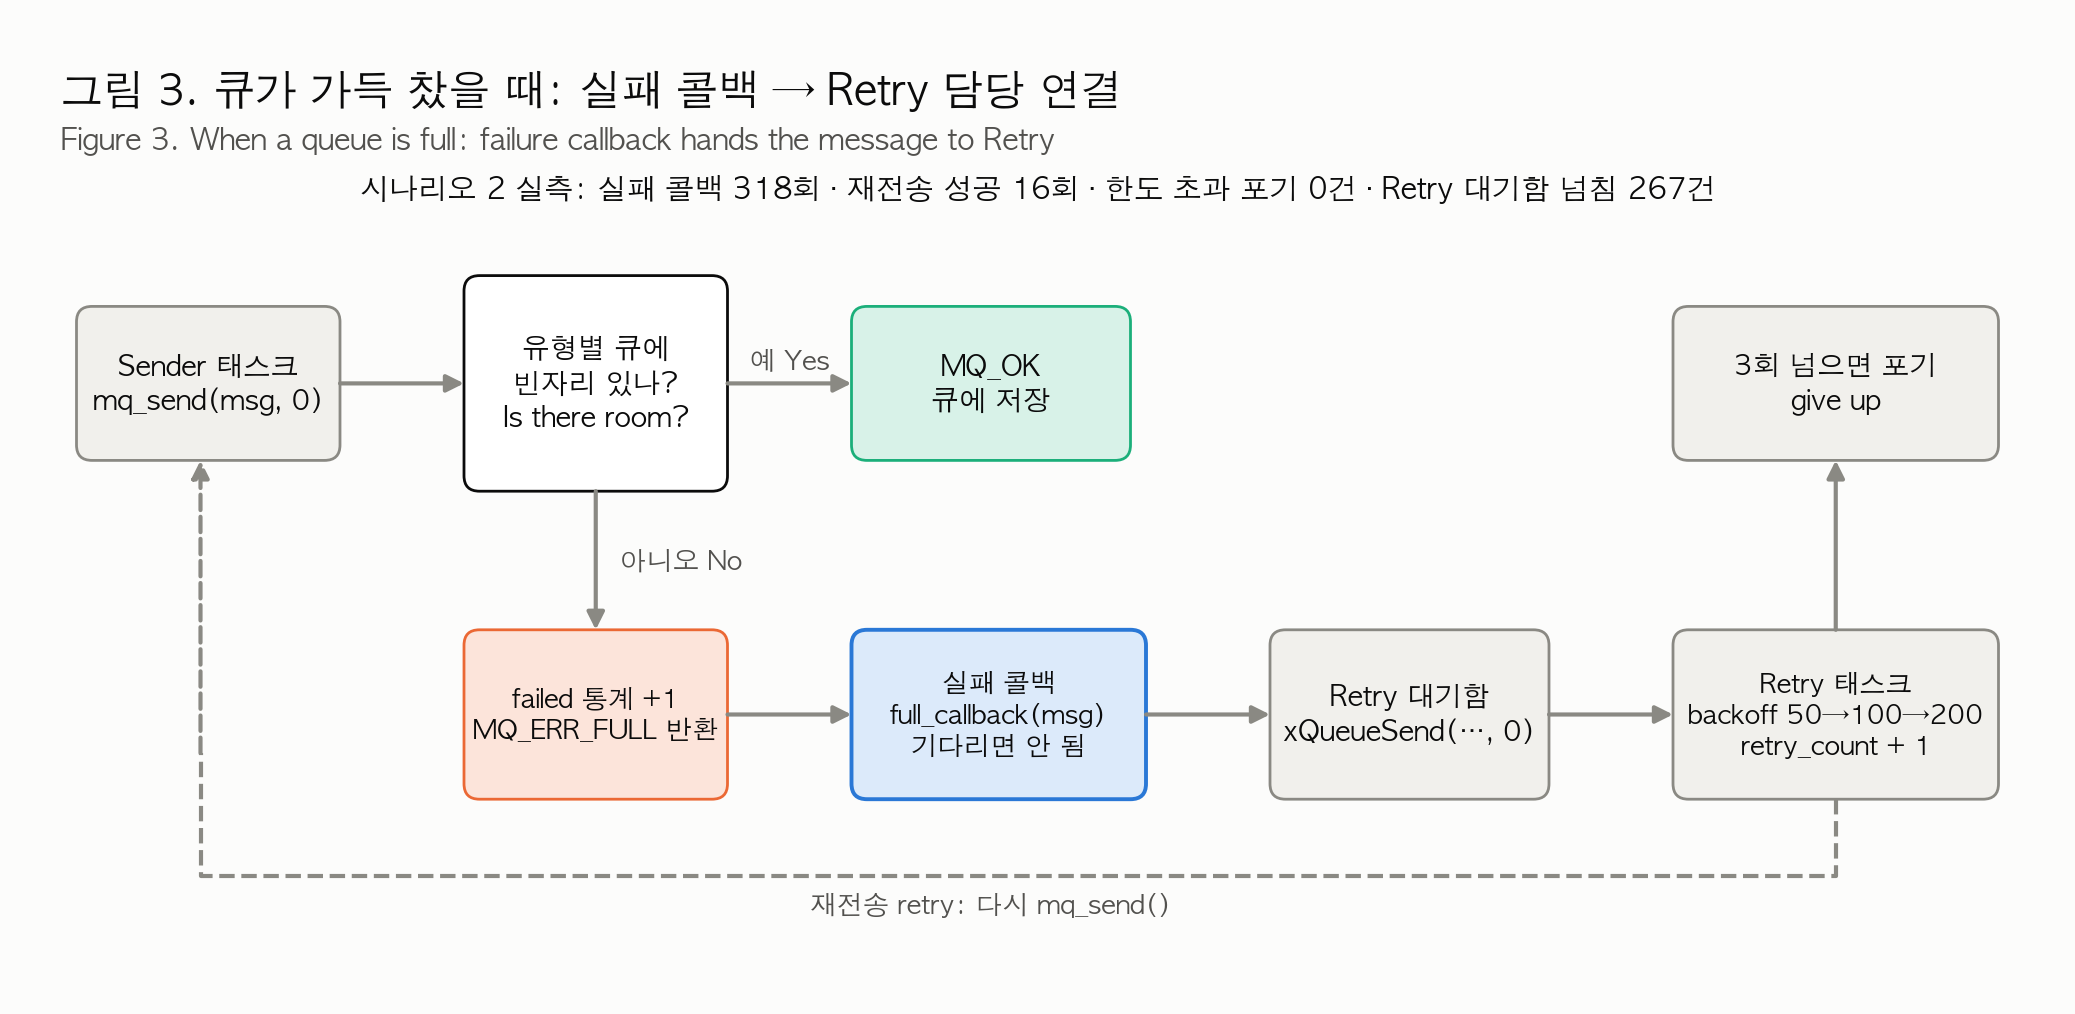 그림 3. 큐가 가득 찼을 때: 실패 콜백 → Retry 담당 연결
Figure 3. When a queue is full: failure callback hands the message to Retry
시나리오 2 실측: 실패 콜백 318회 · 재전송 성공 16회 · 한도 초과 포기 0건 · Retry 대기함 넘침 267건
Sender 태스크
mq_send(msg, 0)
유형별 큐에
빈자리 있나?
Is there room?
예 Yes
MQ_OK
큐에 저장
3회 넘으면 포기
give up
아니오 No
failed 통계 +1
MQ_ERR_FULL 반환
실패 콜백
full_callback(msg)
기다리면 안 됨
Retry 대기함
xQueueSend(…, 0)
Retry 태스크
backoff 50→100→200
retry_count + 1
재전송 retry: 다시 mq_send()